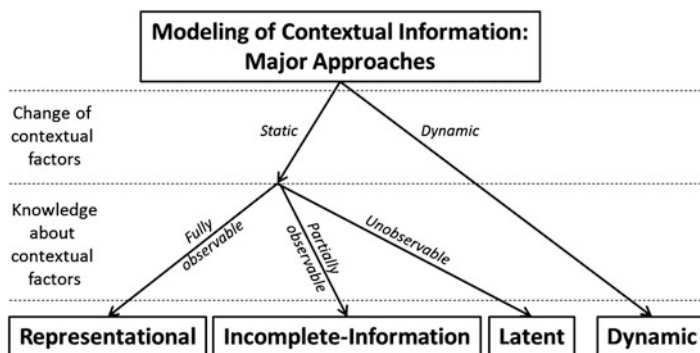 Modeling of Contextual Information:
Major Approaches
Change of
contextual
factors
Static
Dynamic
Knowledge
about
contextual
factors
Fully
observable
Partially
observable
Unobservable
Representational
Incomplete-Information
Latent
Dynamic